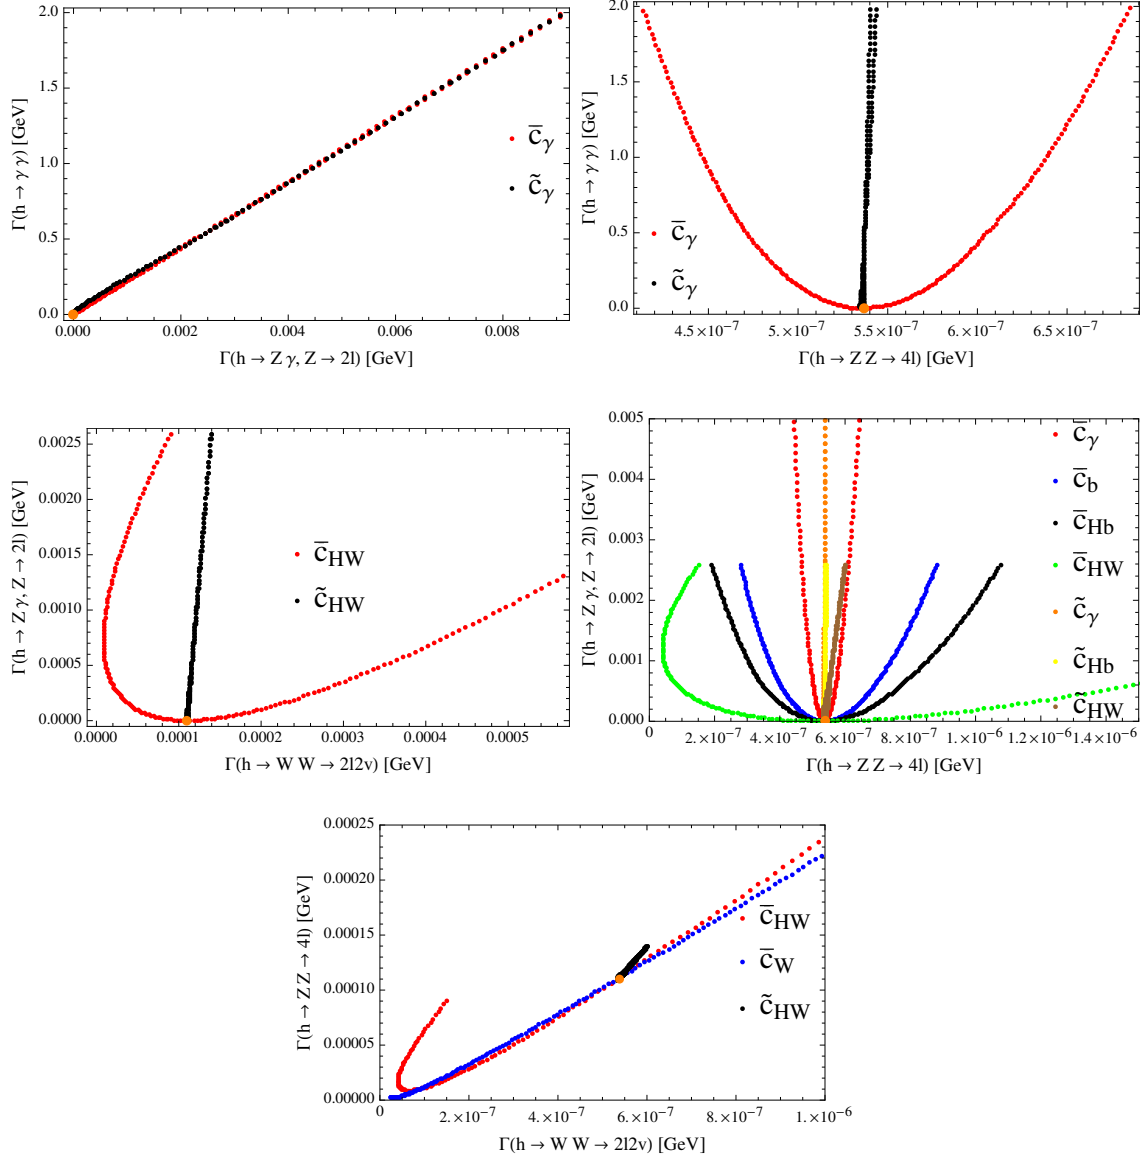 Γ(h → γ γ) [GeV]
2.0
1.5
1.0
0.5
0.0
c̄γ
c̃γ
0.000 0.002 0.004 0.006 0.008
Γ(h → Z γ, Z → 2l) [GeV]
Γ(h → γ γ) [GeV]
2.0
1.5
1.0
0.5
0.0
c̄γ
c̃γ
4.5×10⁻⁷ 5.×10⁻⁷ 5.5×10⁻⁷ 6.×10⁻⁷ 6.5×10⁻⁷
Γ(h → Z Z → 4l) [GeV]
Γ(h → Z γ, Z → 2l) [GeV]
0.0025
0.0020
0.0015
0.0010
0.0005
0.0000
c̄HW
c̃HW
0.0000 0.0001 0.0002 0.0003 0.0004 0.0005
Γ(h → W W → 2l2ν) [GeV]
Γ(h → Z γ, Z → 2l) [GeV]
0.005
0.004
0.003
0.002
0.001
0.000
c̄γ
c̄b
c̄Hb
c̄HW
c̃γ
c̃Hb
c̃HW
0 2.×10⁻⁷ 4.×10⁻⁷ 6.×10⁻⁷ 8.×10⁻⁷ 1.×10⁻⁶ 1.2×10⁻⁶ 1.4×10⁻⁶
Γ(h → Z Z → 4l) [GeV]
Γ(h → Z Z → 4l) [GeV]
0.00025
0.00020
0.00015
0.00010
0.00005
0.00000
c̄HW
c̄W
c̃HW
0 2.×10⁻⁷ 4.×10⁻⁷ 6.×10⁻⁷ 8.×10⁻⁷ 1.×10⁻⁶
Γ(h → W W → 2l2ν) [GeV]